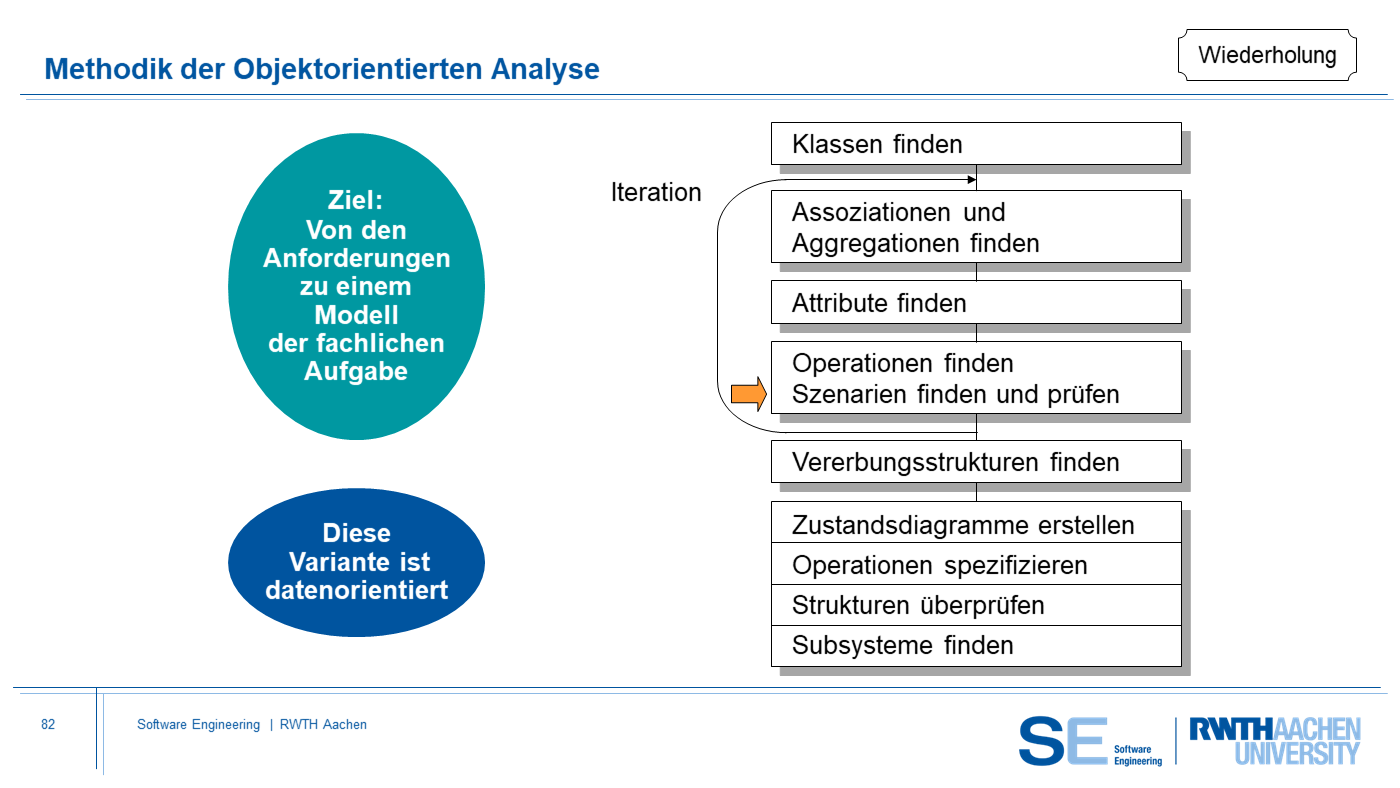 Methodik der Objektorientierten Analyse
Wiederholung
Ziel:
Von den
Anforderungen
zu einem
Modell
der fachlichen
Aufgabe
Diese
Variante ist
datenorientiert
Iteration
Klassen finden
Assoziationen und
Aggregationen finden
Attribute finden
Operationen finden
Szenarien finden und prüfen
Vererbungsstrukturen finden
Zustandsdiagramme erstellen
Operationen spezifizieren
Strukturen überprüfen
Subsysteme finden
82
Software Engineering | RWTH Aachen
SE Software
Engineering
RWTHAACHEN
UNIVERSITY